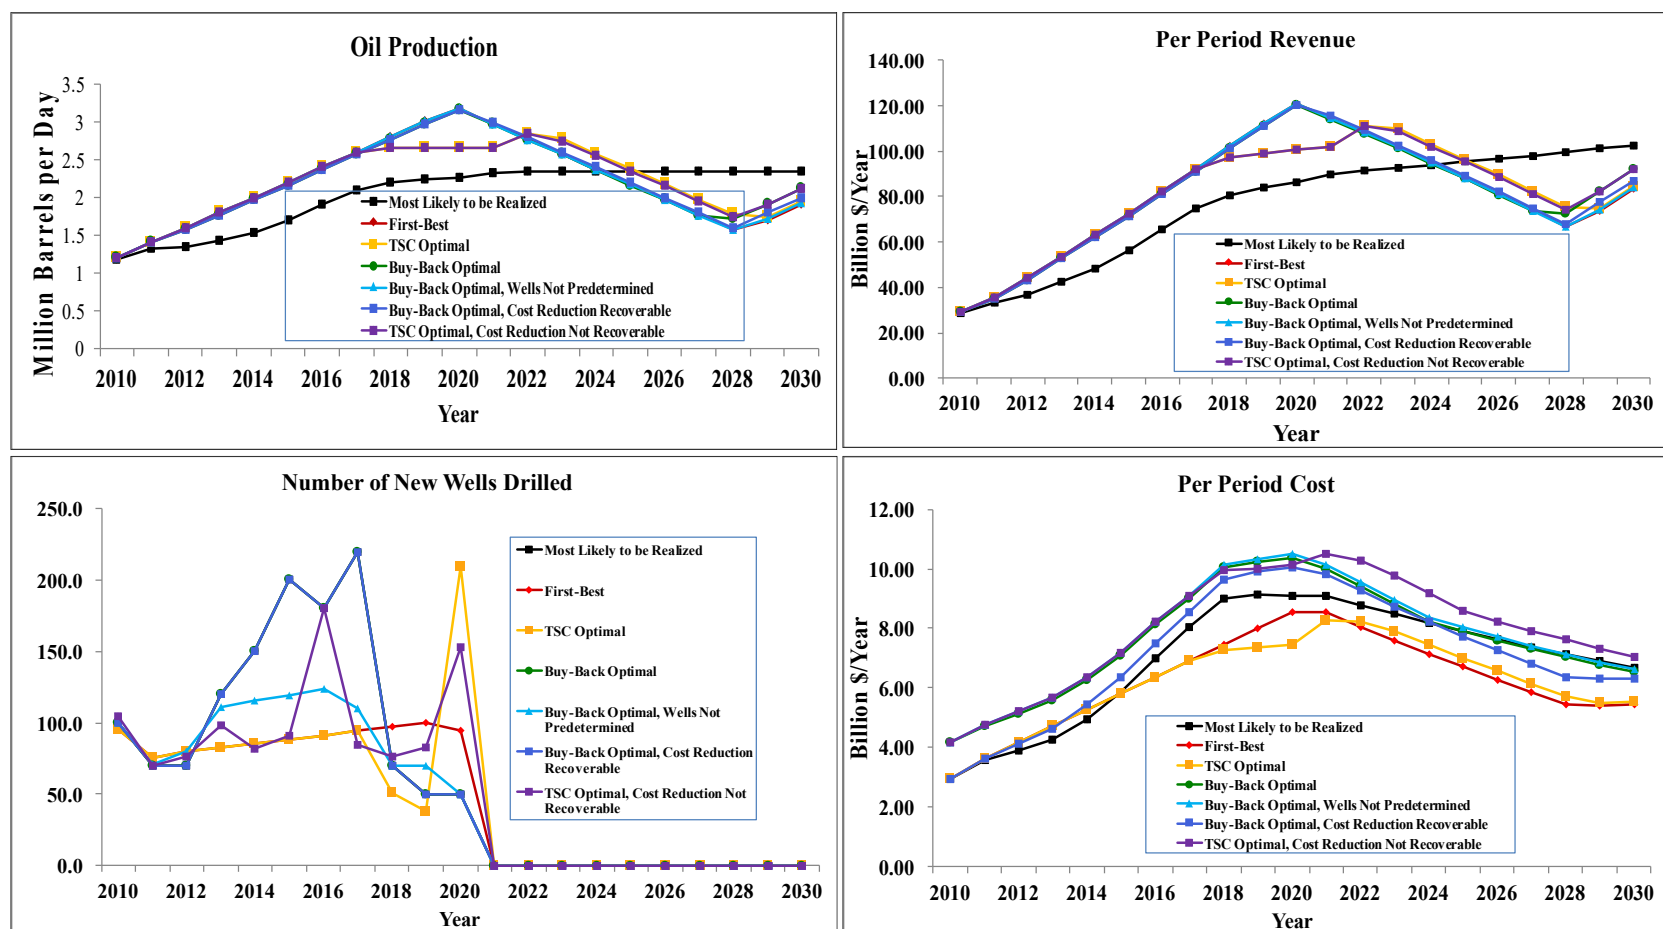 Oil Production
Million Barrels per Day
3.5
3
2.5
2
1.5
1
0.5
0
Most Likely to be Realized
First-Best
TSC Optimal
Buy-Back Optimal
Buy-Back Optimal, Wells Not Predetermined
Buy-Back Optimal, Cost Reduction Recoverable
TSC Optimal, Cost Reduction Not Recoverable
2010 2012 2014 2016 2018 2020 2022 2024 2026 2028 2030
Year
Per Period Revenue
Billion $/Year
140.00
120.00
100.00
80.00
60.00
40.00
20.00
0.00
Most Likely to be Realized
First-Best
TSC Optimal
Buy-Back Optimal
Buy-Back Optimal, Wells Not Predetermined
Buy-Back Optimal, Cost Reduction Recoverable
TSC Optimal, Cost Reduction Not Recoverable
2010 2012 2014 2016 2018 2020 2022 2024 2026 2028 2030
Year
Number of New Wells Drilled
250.0
200.0
150.0
100.0
50.0
0.0
Most Likely to be Realized
First-Best
TSC Optimal
Buy-Back Optimal
Buy-Back Optimal, Wells Not
Predetermined
Buy-Back Optimal, Cost Reduction
Recoverable
TSC Optimal, Cost Reduction Not
Recoverable
2010 2012 2014 2016 2018 2020 2022 2024 2026 2028 2030
Year
Per Period Cost
Billion $/Year
12.00
10.00
8.00
6.00
4.00
2.00
0.00
Most Likely to be Realized
First-Best
TSC Optimal
Buy-Back Optimal
Buy-Back Optimal, Wells Not Predetermined
Buy-Back Optimal, Cost Reduction Recoverable
TSC Optimal, Cost Reduction Not Recoverable
2010 2012 2014 2016 2018 2020 2022 2024 2026 2028 2030
Year